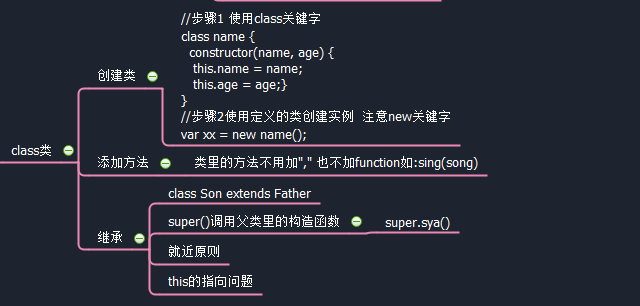 //步骤1 使用class关键字
class name {
constructor(name, age) {
this.name = name;
this.age = age;}
}
//步骤2使用定义的类创建实例 注意new关键字
var xx = new name();
创建类
class类
添加方法
类里的方法不用加"," 也不加function如:sing(song)
继承
class Son extends Father
super()调用父类里的构造函数
super.sya()
就近原则
this的指向问题